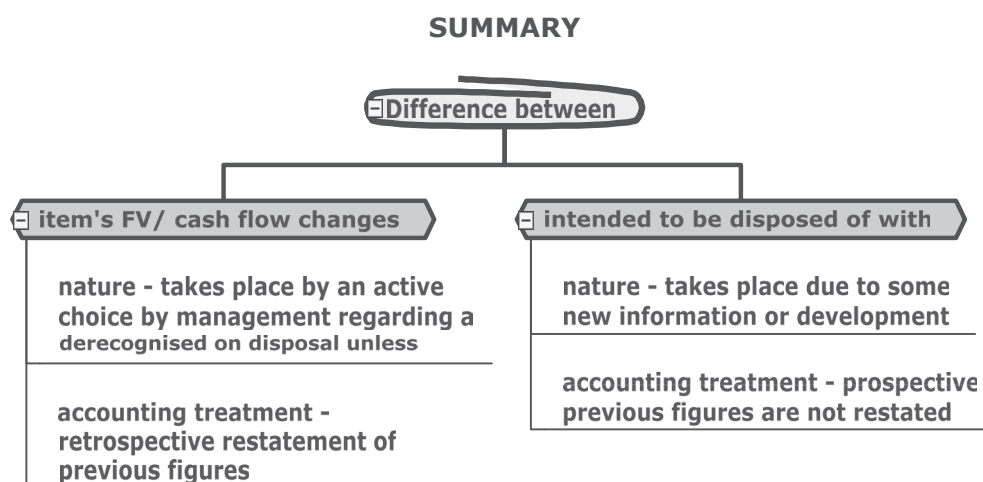 SUMMARY
Difference between
item's FV/ cash flow changes
nature - takes place by an active
choice by management regarding a
derecognised on disposal unless
accounting treatment -
retrospective restatement of
previous figures
intended to be disposed of with
nature - takes place due to some
new information or development
accounting treatment - prospective
previous figures are not restated